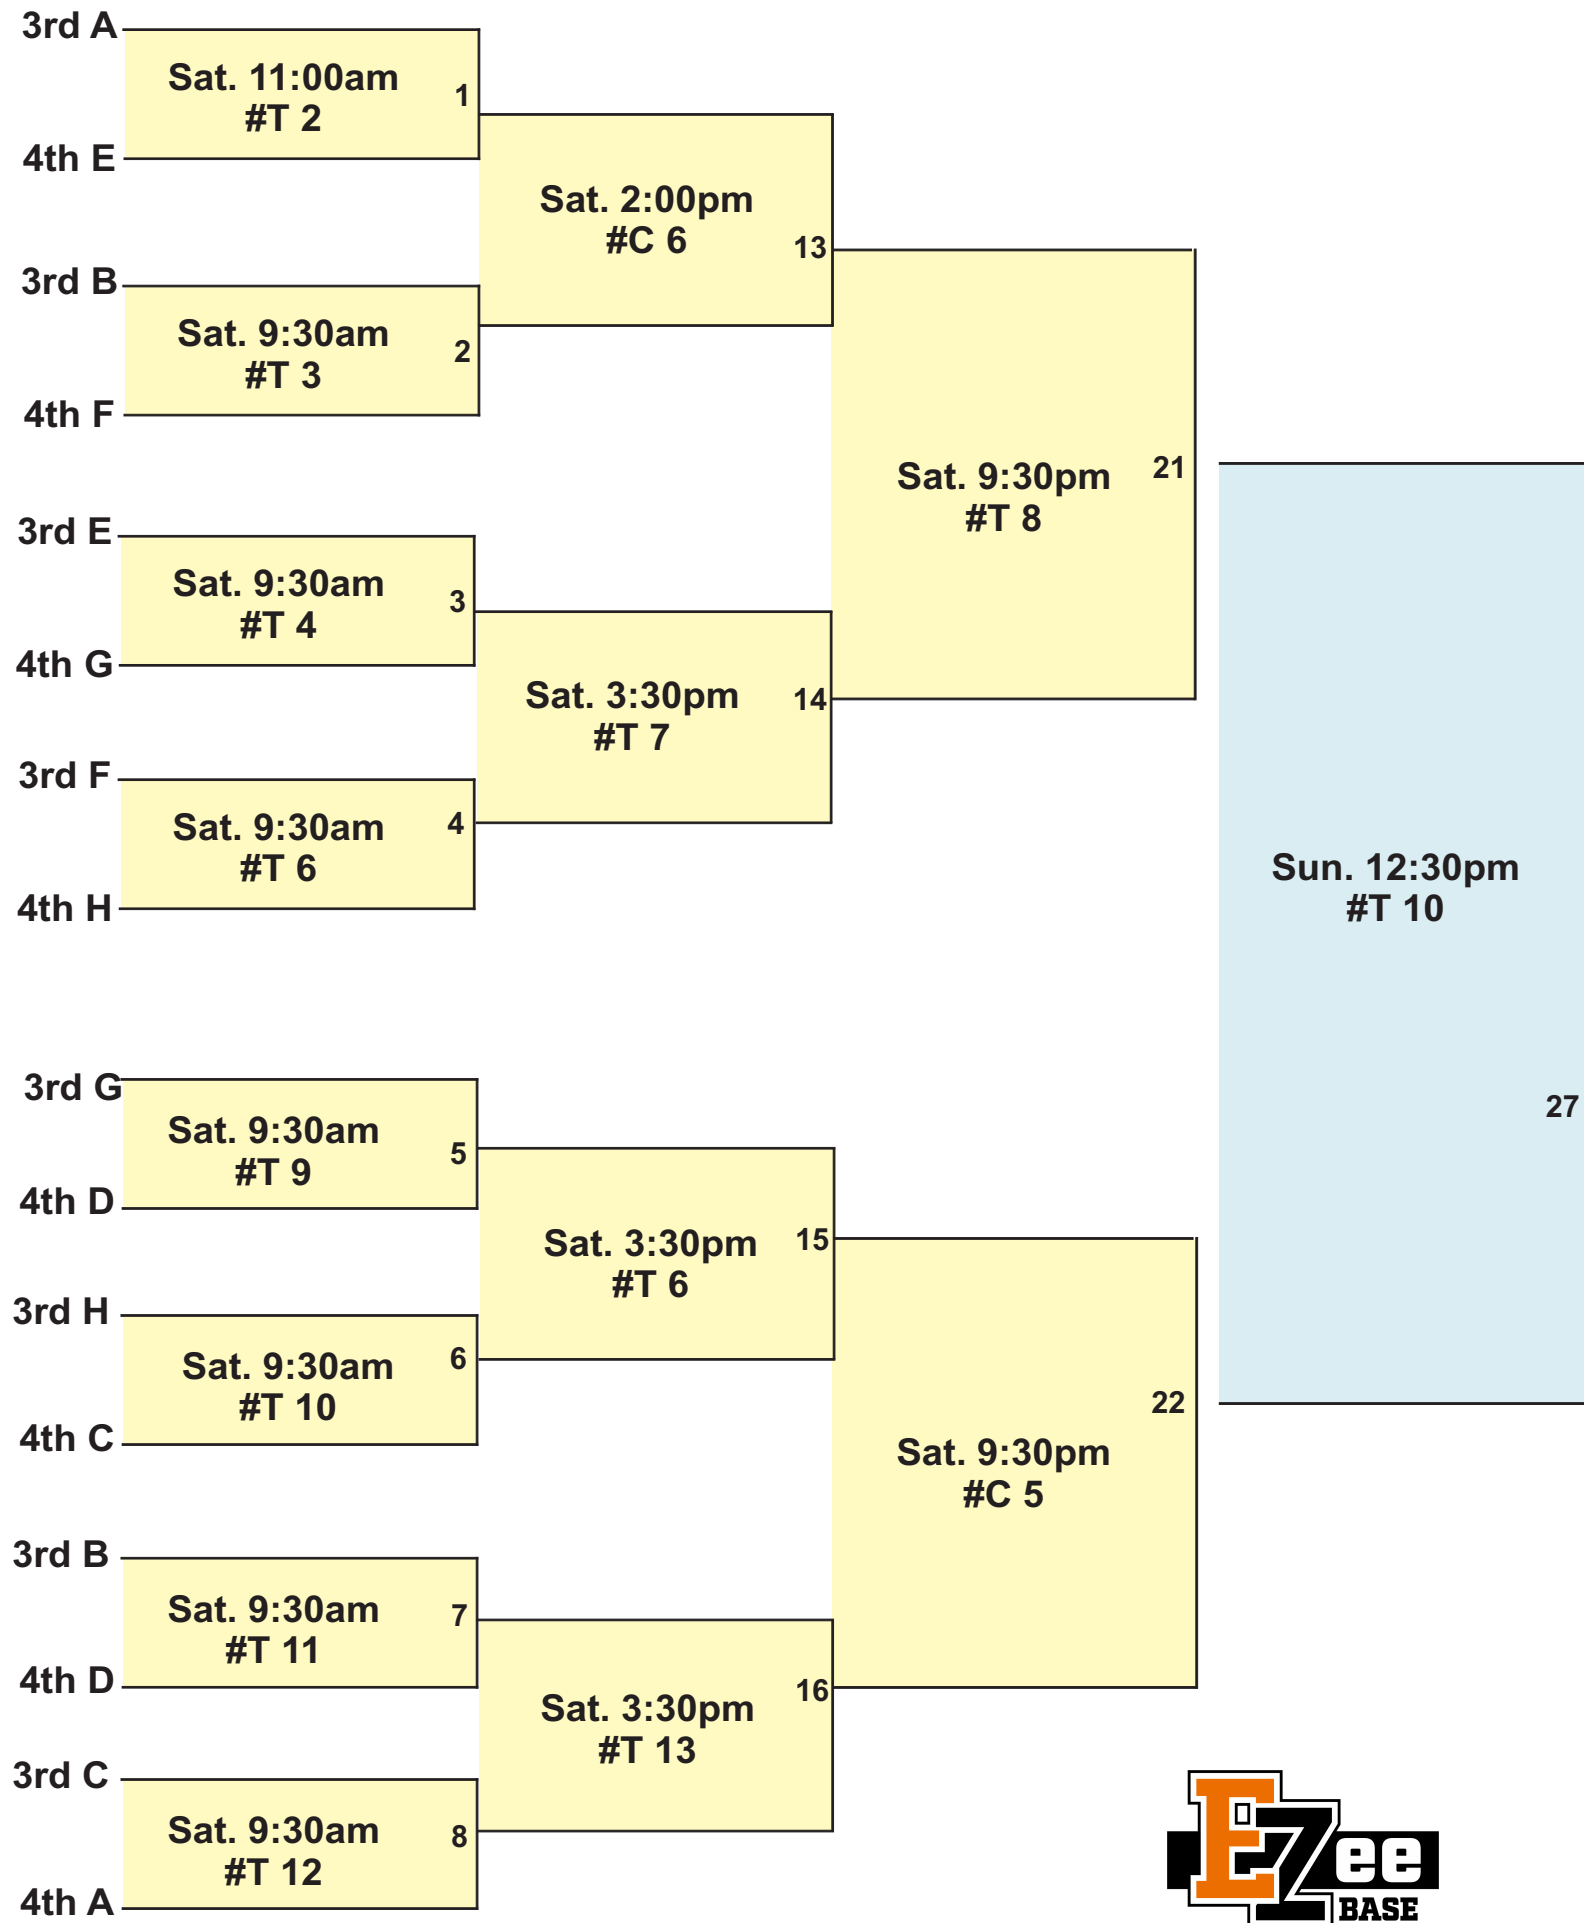 3rd A
Sat. 11:00am
#T 2
1
4th E
Sat. 2:00pm
#C 6
13
3rd B
Sat. 9:30am
#T 3
2
4th F
Sat. 9:30pm
#T 8
21
3rd E
Sat. 9:30am
#T 4
3
4th G
Sat. 3:30pm
#T 7
14
3rd F
Sat. 9:30am
#T 6
4
4th H
Sun. 12:30pm
#T 10
27
3rd G
Sat. 9:30am
#T 9
5
4th D
Sat. 3:30pm
#T 6
15
3rd H
Sat. 9:30am
#T 10
6
4th C
Sat. 9:30pm
#C 5
22
3rd B
Sat. 9:30am
#T 11
7
4th D
Sat. 3:30pm
#T 13
16
3rd C
Sat. 9:30am
#T 12
8
4th A
EZee
BASE